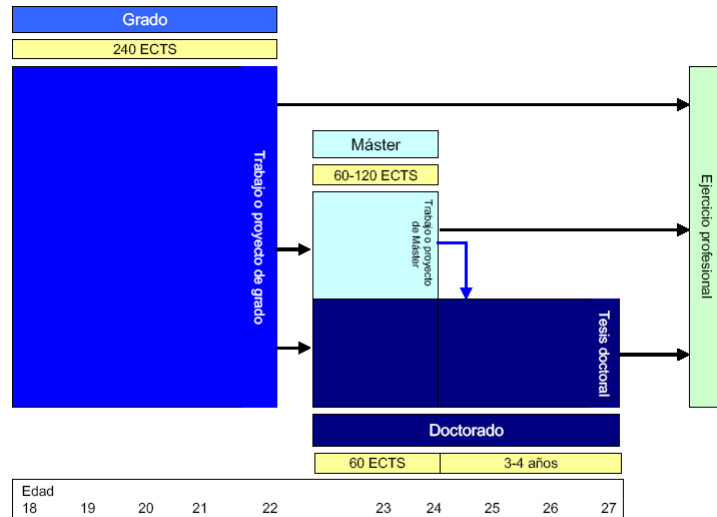 Grado
240 ECTS
Trabajo o proyecto de grado
Máster
60-120 ECTS
Trabajo o proyecto
de Máster
Tesis doctoral
Ejercicio profesional
Doctorado
60 ECTS
3-4 años
Edad
18 19 20 21 22 23 24 25 26 27